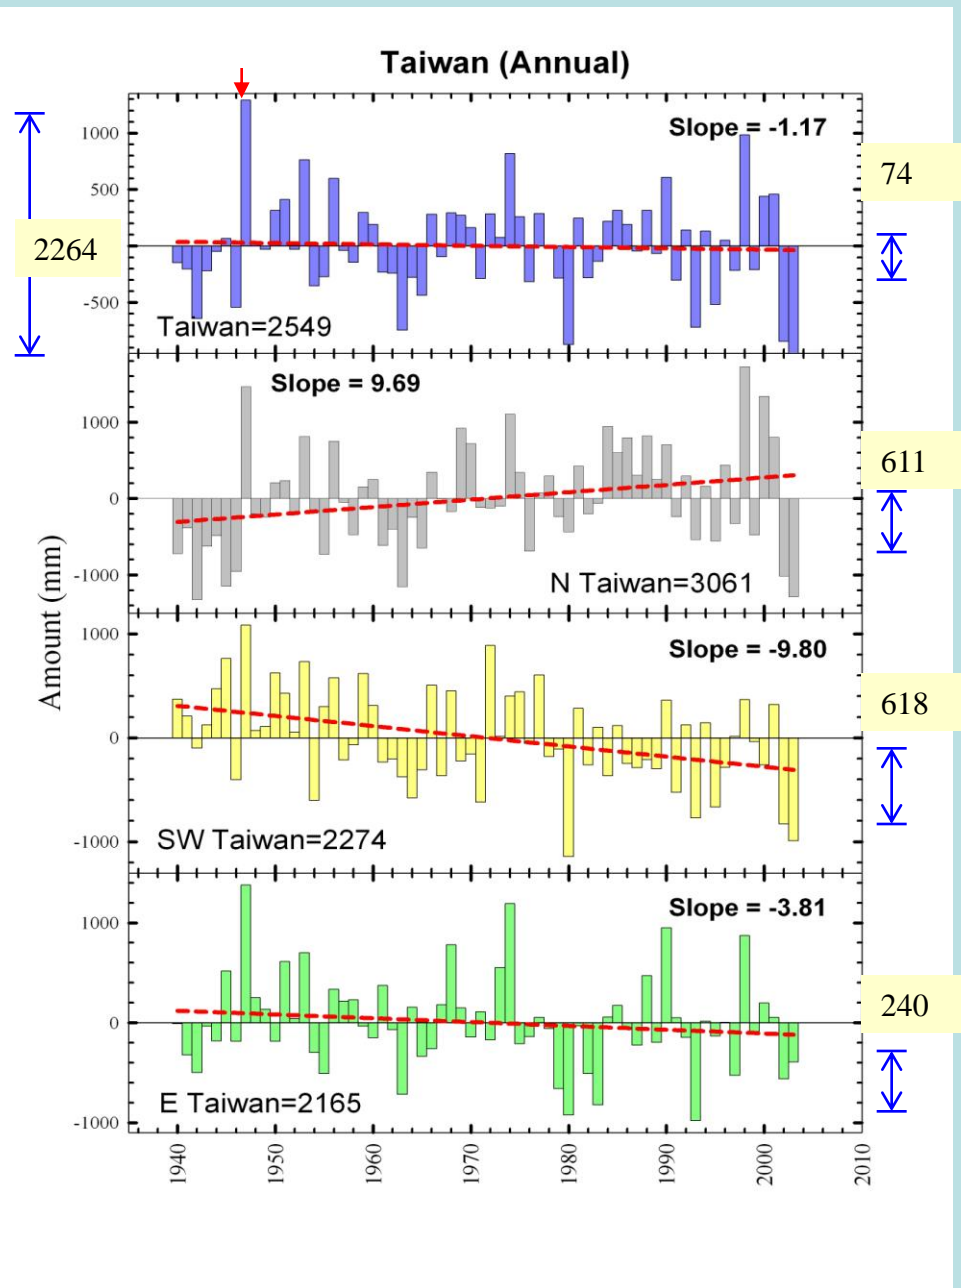 Taiwan (Annual)
1000
500
0
-500
Slope = -1.17
Taiwan=2549
2264
74
Slope = 9.69
1000
0
-1000
N Taiwan=3061
611
Amount (mm)
1000
0
-1000
Slope = -9.80
SW Taiwan=2274
618
1000
0
-1000
Slope = -3.81
E Taiwan=2165
240
1940 1950 1960 1970 1980 1990 2000 2010